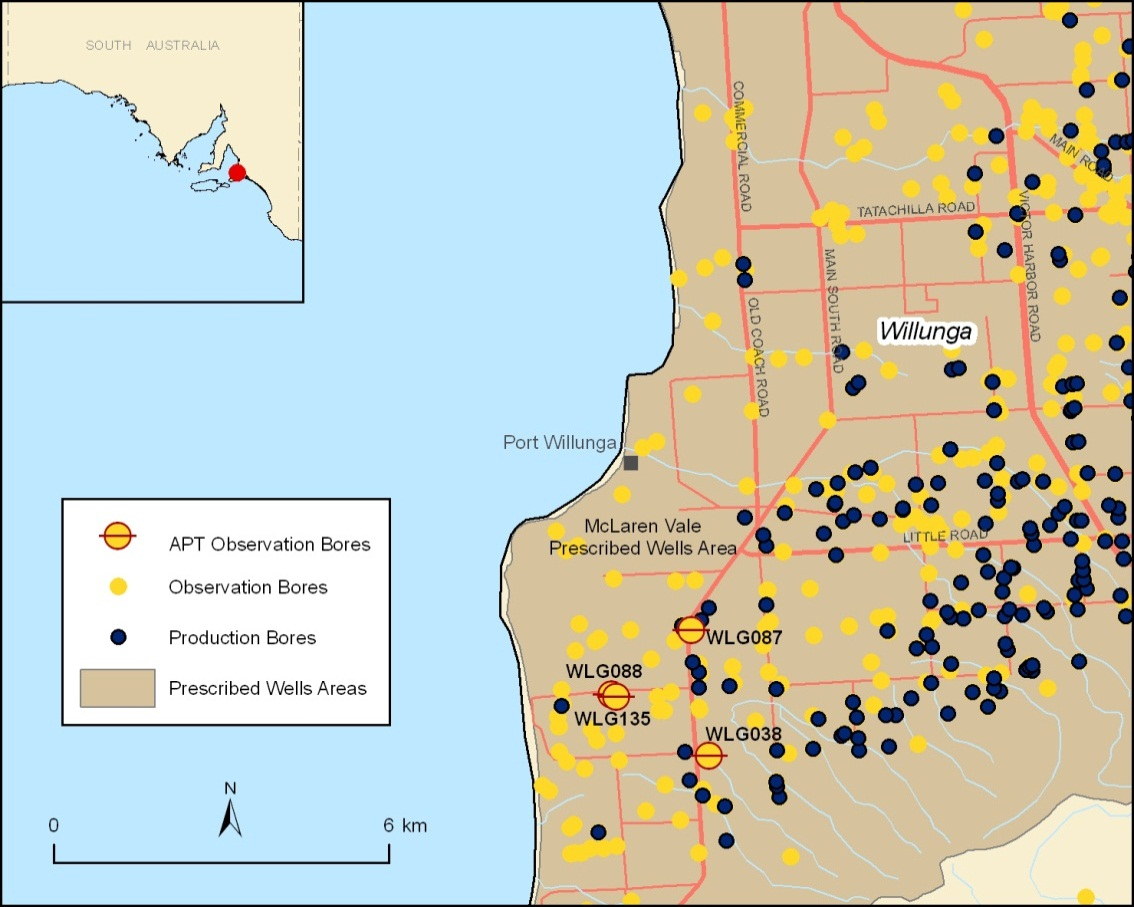 SOUTH AUSTRALIA
COMMERCIAL ROAD
MAIN ROAD
TATACHILLA ROAD
VICTOR HARBOR ROAD
MAIN SOUTH ROAD
OLD COACH ROAD
Willunga
Port Willunga
McLaren Vale
Prescribed Wells Area
LITTLE ROAD
APT Observation Bores
Observation Bores
Production Bores
Prescribed Wells Areas
WLG087
WLG088
WLG135
WLG038
N
0 6 km